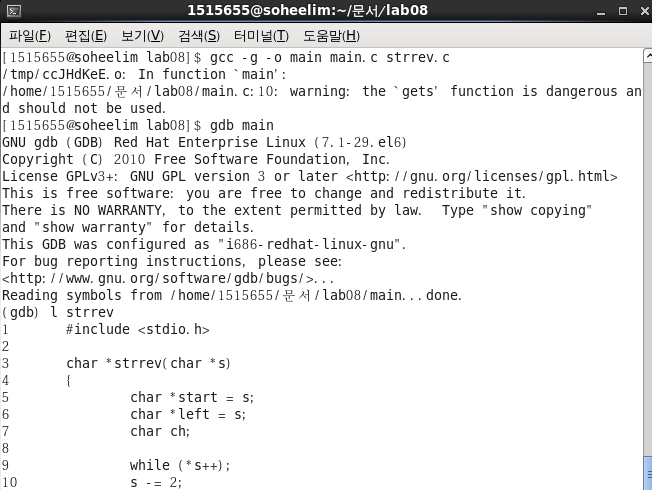 1515655@soheelim:~/문서/lab08
파일(F) 편집(E) 보기(V) 검색(S) 터미널(T) 도움말(H)
[1515655@soheelim lab08]$ gcc -g -o main main.c strrev.c
/tmp/ccJHdKeE.o: In function `main':
/home/1515655/문서/lab08/main.c:10: warning: the `gets' function is dangerous an
d should not be used.
[1515655@soheelim lab08]$ gdb main
GNU gdb (GDB) Red Hat Enterprise Linux (7.1-29.el6)
Copyright (C) 2010 Free Software Foundation, Inc.
License GPLv3+: GNU GPL version 3 or later <http://gnu.org/licenses/gpl.html>
This is free software: you are free to change and redistribute it.
There is NO WARRANTY, to the extent permitted by law.  Type "show copying"
and "show warranty" for details.
This GDB was configured as "i686-redhat-linux-gnu".
For bug reporting instructions, please see:
<http://www.gnu.org/software/gdb/bugs/>...
Reading symbols from /home/1515655/문서/lab08/main...done.
(gdb) l strrev
1       #include <stdio.h>
2
3       char *strrev(char *s)
4       {
5               char *start = s;
6               char *left = s;
7               char ch;
8
9               while (*s++);
10              s -= 2;